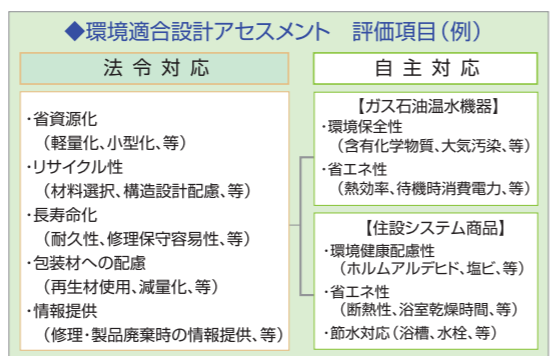 ◆環境適合設計アセスメント　評価項目(例)
法令対応
・省資源化
(軽量化、小型化、等)
・リサイクル性
(材料選択、構造設計配慮、等)
・長寿命化
(耐久性、修理保守容易性、等)
・包装材への配慮
(再生材使用、減量化、等)
・情報提供
(修理・製品廃棄時の情報提供、等)
自主対応
【ガス石油温水機器】
・環境保全性
(含有化学物質、大気汚染、等)
・省エネ性
(熱効率、待機時消費電力、等)
【住設システム商品】
・環境健康配慮性
(ホルムアルデヒド、塩ビ、等)
・省エネ性
(断熱性、浴室乾燥時間、等)
・節水対応(浴槽、水栓、等)